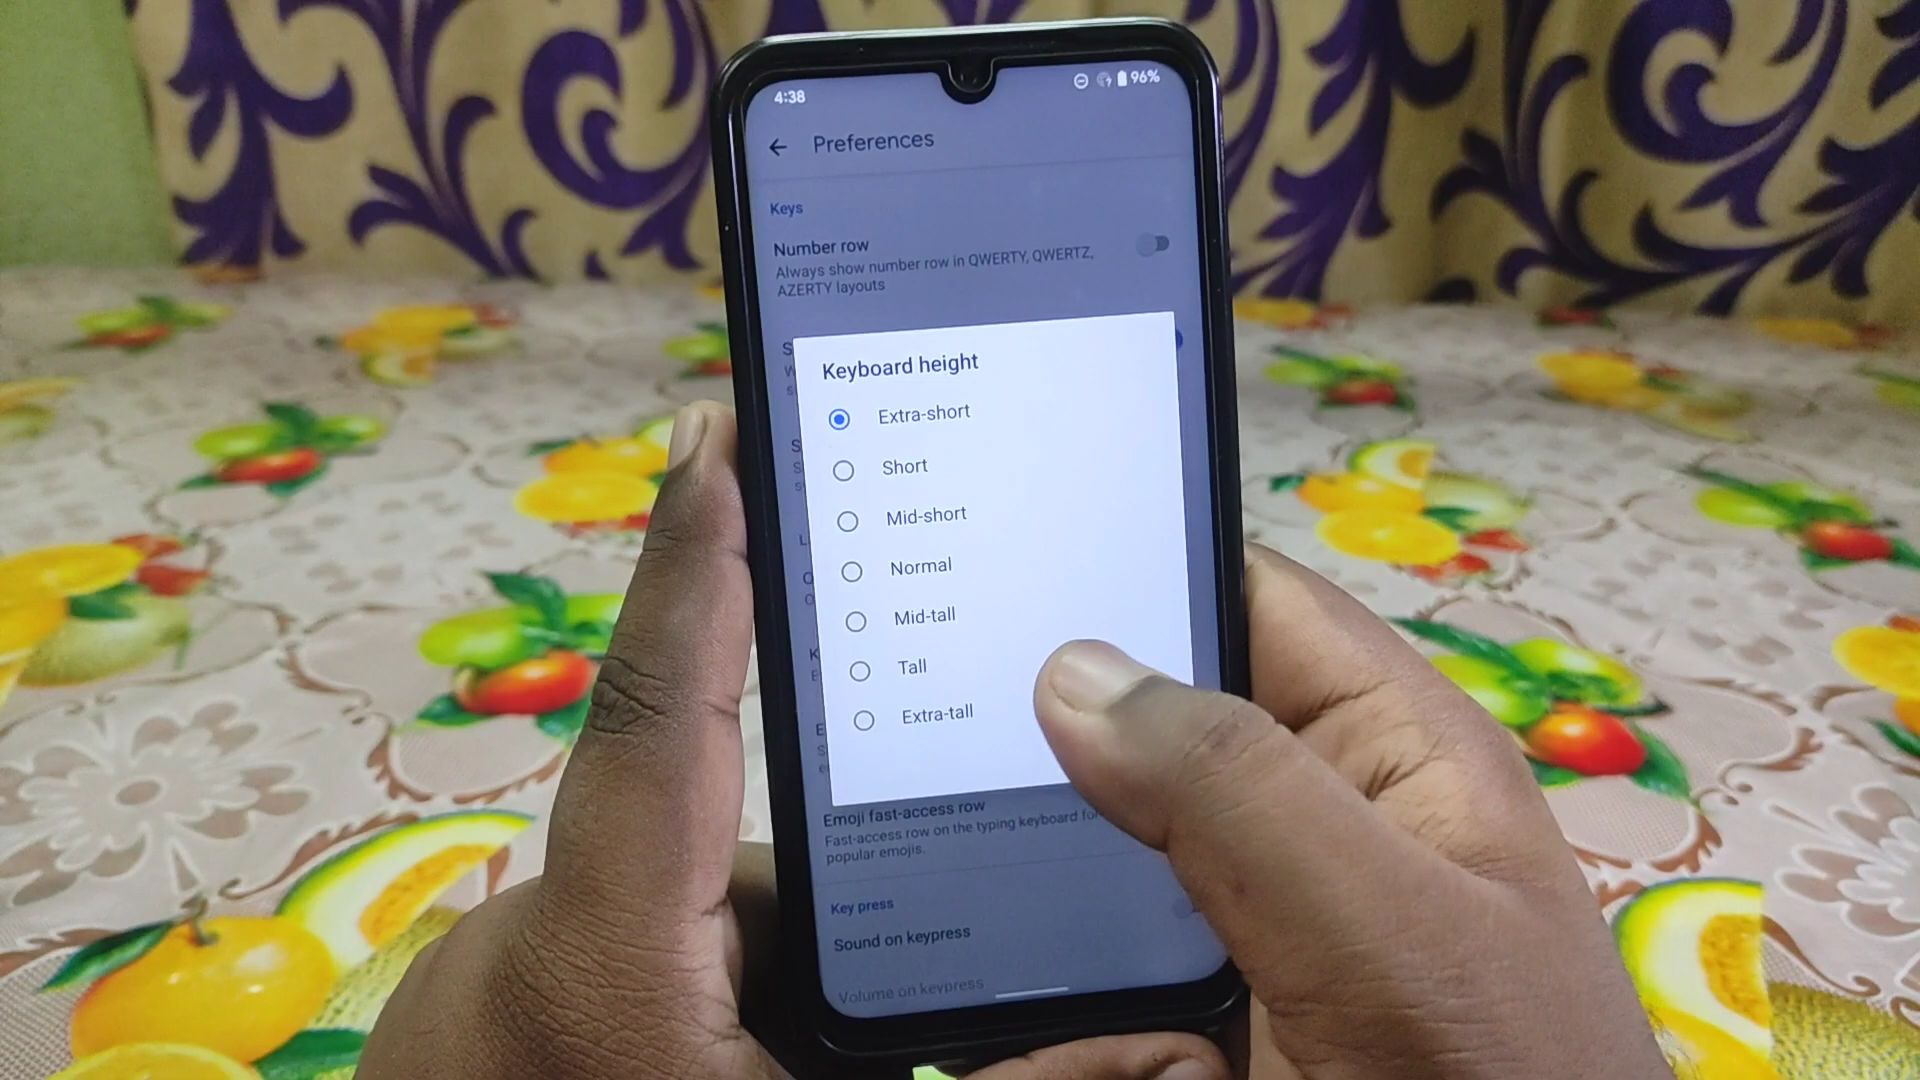 4:38
96%
Preferences
Keys
Number row
Always show number row in QWERTY, QWERTZ,
AZERTY layouts
Keyboard height
Extra-short
Short
Mid-short
Normal
Mid-tall
Tall
Extra-tall
Emoji fast-access row
Fast-access row on the typing keyboard for
popular emojis.
Key press
Sound on keypress
Volume on keypress